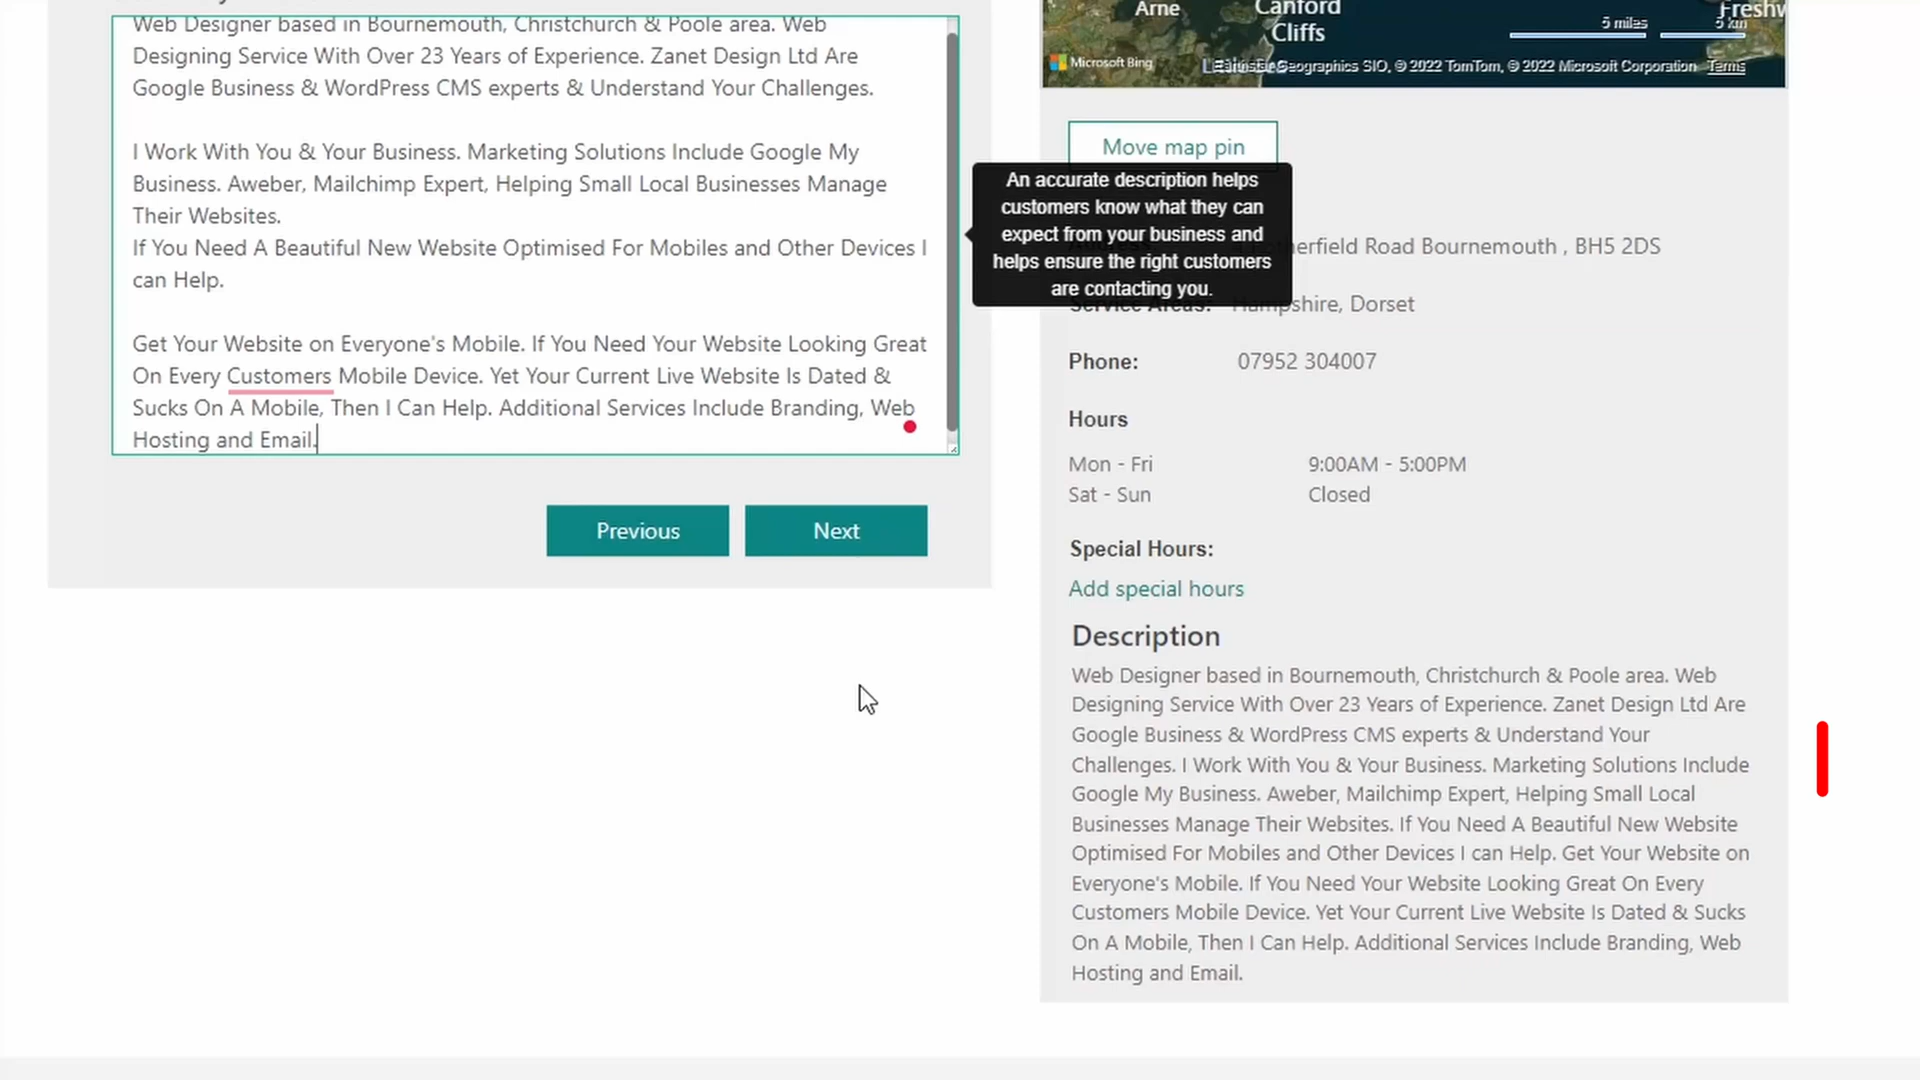 Web Designer based in Bournemouth, Christchurch & Poole area. Web
Designing Service With Over 23 Years of Experience. Zanet Design Ltd Are
Google Business & WordPress CMS experts & Understand Your Challenges.
I Work With You & Your Business. Marketing Solutions Include Google My
Business. Aweber, Mailchimp Expert, Helping Small Local Businesses Manage
Their Websites.
If You Need A Beautiful New Website Optimised For Mobiles and Other Devices I
can Help.
Get Your Website on Everyone's Mobile. If You Need Your Website Looking Great
On Every Customers Mobile Device. Yet Your Current Live Website Is Dated &
Sucks On A Mobile, Then I Can Help. Additional Services Include Branding, Web
Hosting and Email.
Previous
Next
An accurate description helps
customers know what they can
expect from your business and
helps ensure the right customers
are contacting you.
Arne
Canford
Cliffs
Freshw
5 miles
5 km
Microsoft Bing
Geographics SIO, © 2022 TomTom, © 2022 Microsoft Corporation Terms
Move map pin
Road Bournemouth , BH5 2DS
Service Areas: Hampshire, Dorset
Phone: 07952 304007
Hours
Mon - Fri 9:00AM - 5:00PM
Sat - Sun Closed
Special Hours:
Add special hours
Description
Web Designer based in Bournemouth, Christchurch & Poole area. Web
Designing Service With Over 23 Years of Experience. Zanet Design Ltd Are
Google Business & WordPress CMS experts & Understand Your
Challenges. I Work With You & Your Business. Marketing Solutions Include
Google My Business. Aweber, Mailchimp Expert, Helping Small Local
Businesses Manage Their Websites. If You Need A Beautiful New Website
Optimised For Mobiles and Other Devices I can Help. Get Your Website on
Everyone's Mobile. If You Need Your Website Looking Great On Every
Customers Mobile Device. Yet Your Current Live Website Is Dated & Sucks
On A Mobile, Then I Can Help. Additional Services Include Branding, Web
Hosting and Email.